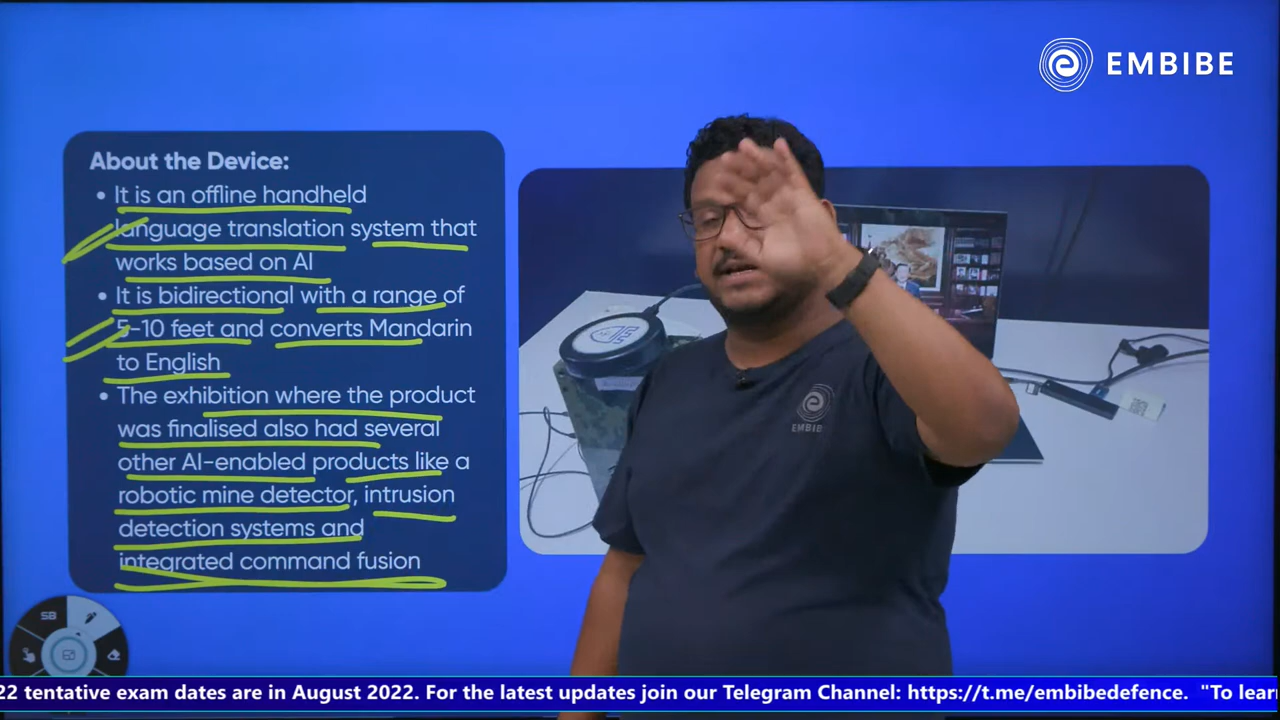 EMBIBE
About the Device:
• It is an offline handheld
language translation system that
works based on AI
• It is bidirectional with a range of
5-10 feet and converts Mandarin
to English
• The exhibition where the product
was finalised also had several
other AI-enabled products like a
robotic mine detector, intrusion
detection systems and
integrated command fusion
EMBIBE
SB
22 tentative exam dates are in August 2022. For the latest updates join our Telegram Channel: https://t.me/embibedefence. "To lear